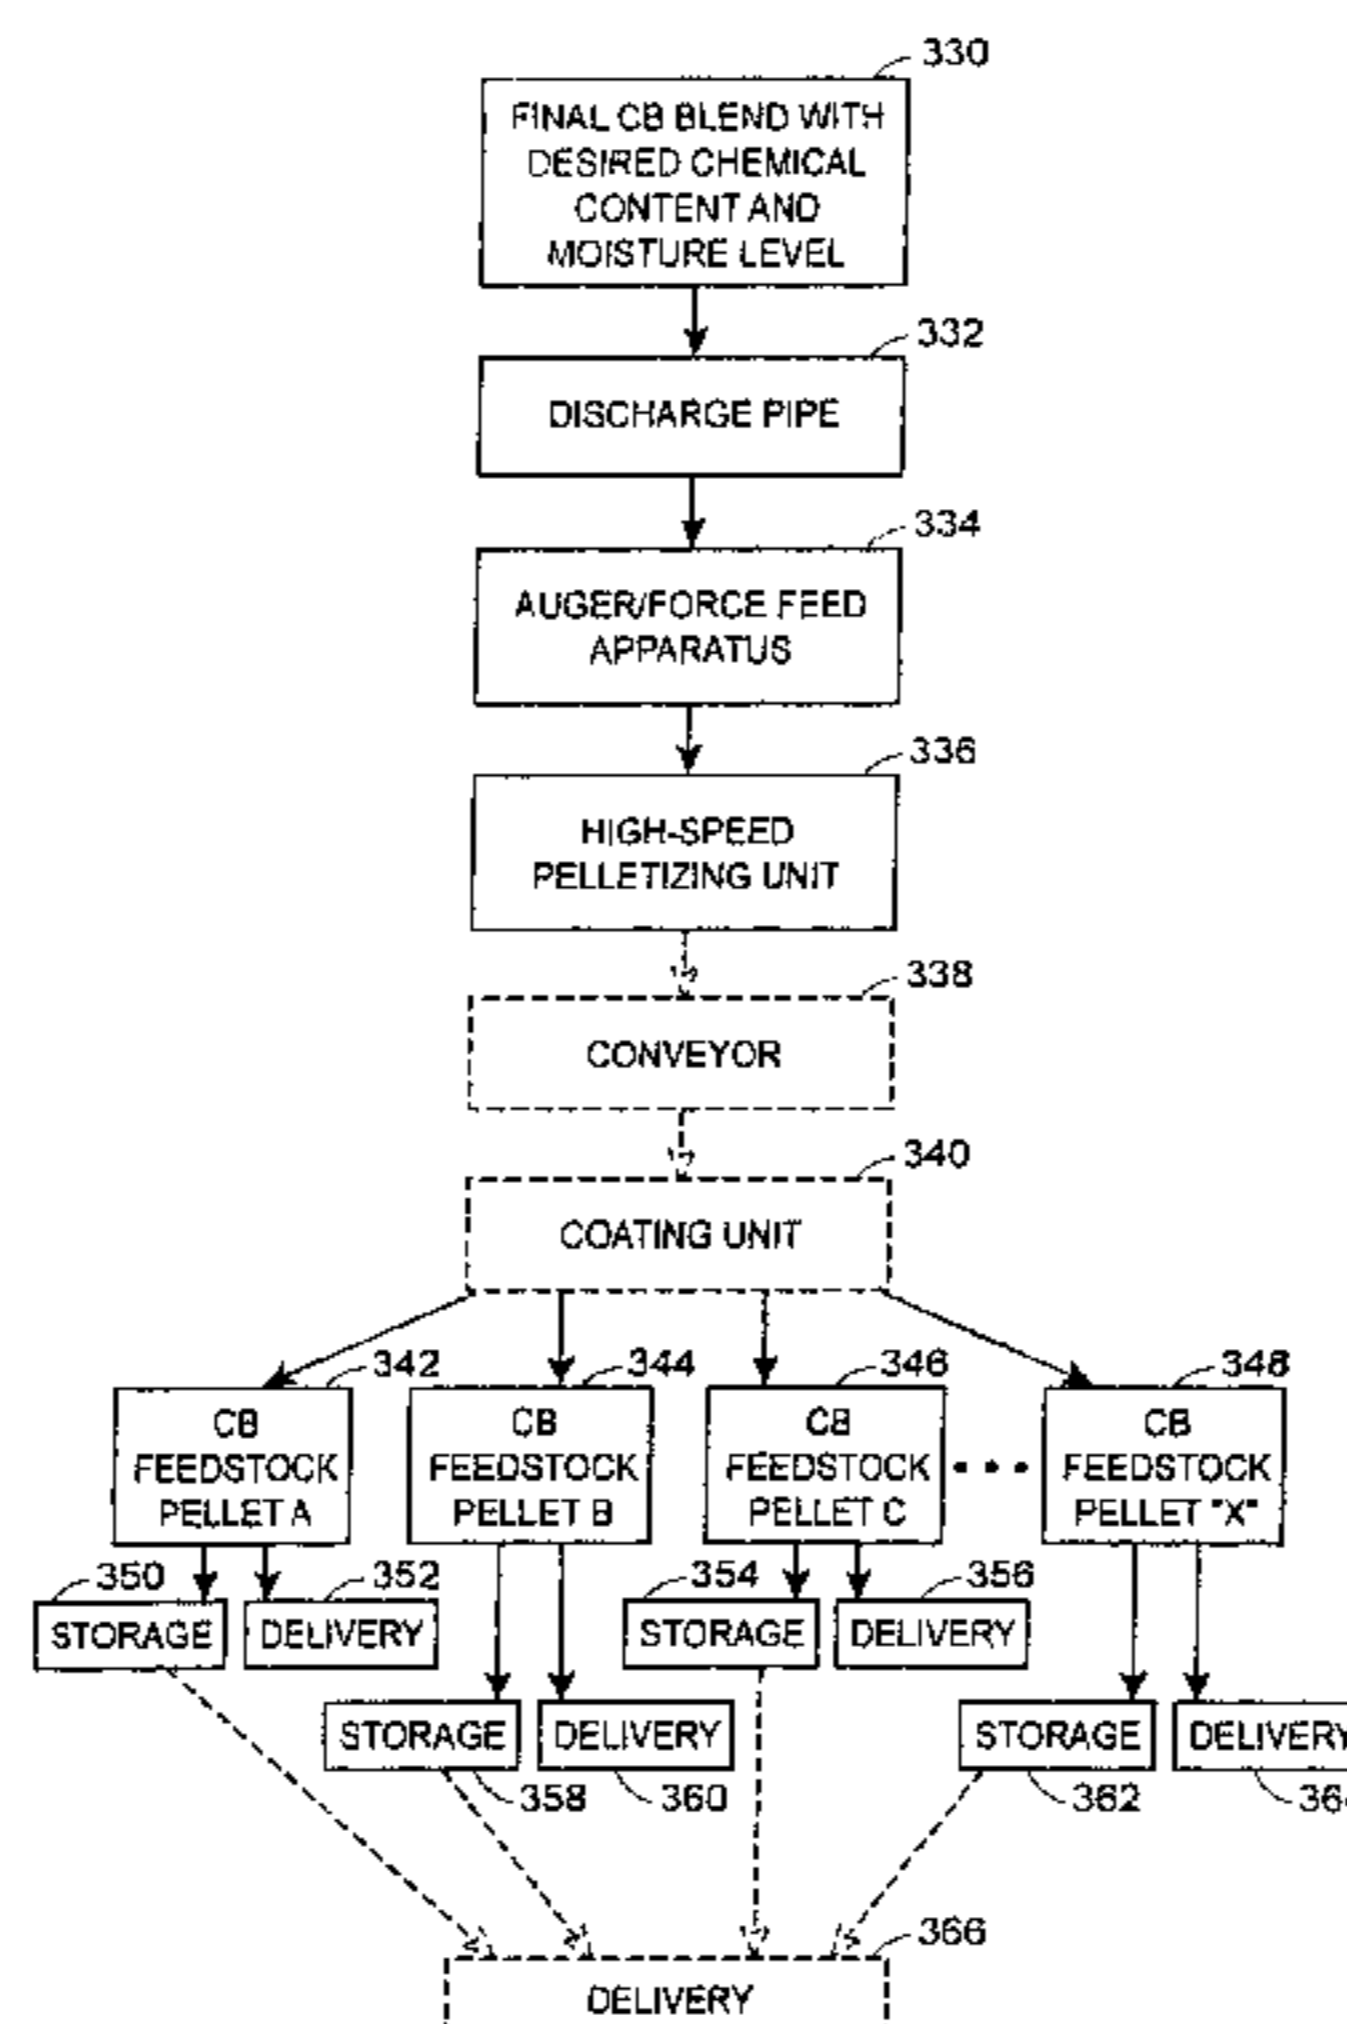 330
FINAL CB BLEND WITH
DESIRED CHEMICAL
CONTENT AND
MOISTURE LEVEL
332
DISCHARGE PIPE
334
AUGER/FORCE FEED
APPARATUS
336
HIGH-SPEED
PELLETIZING UNIT
338
CONVEYOR
340
COATING UNIT
342
CB
FEEDSTOCK
PELLET A
344
CB
FEEDSTOCK
PELLET B
346
CB
FEEDSTOCK
PELLET C
• • •
348
CB
FEEDSTOCK
PELLET "X"
350
STORAGE
352
DELIVERY
354
STORAGE
356
DELIVERY
STORAGE
358
DELIVERY
360
STORAGE
362
DELIVERY
366
DELIVERY